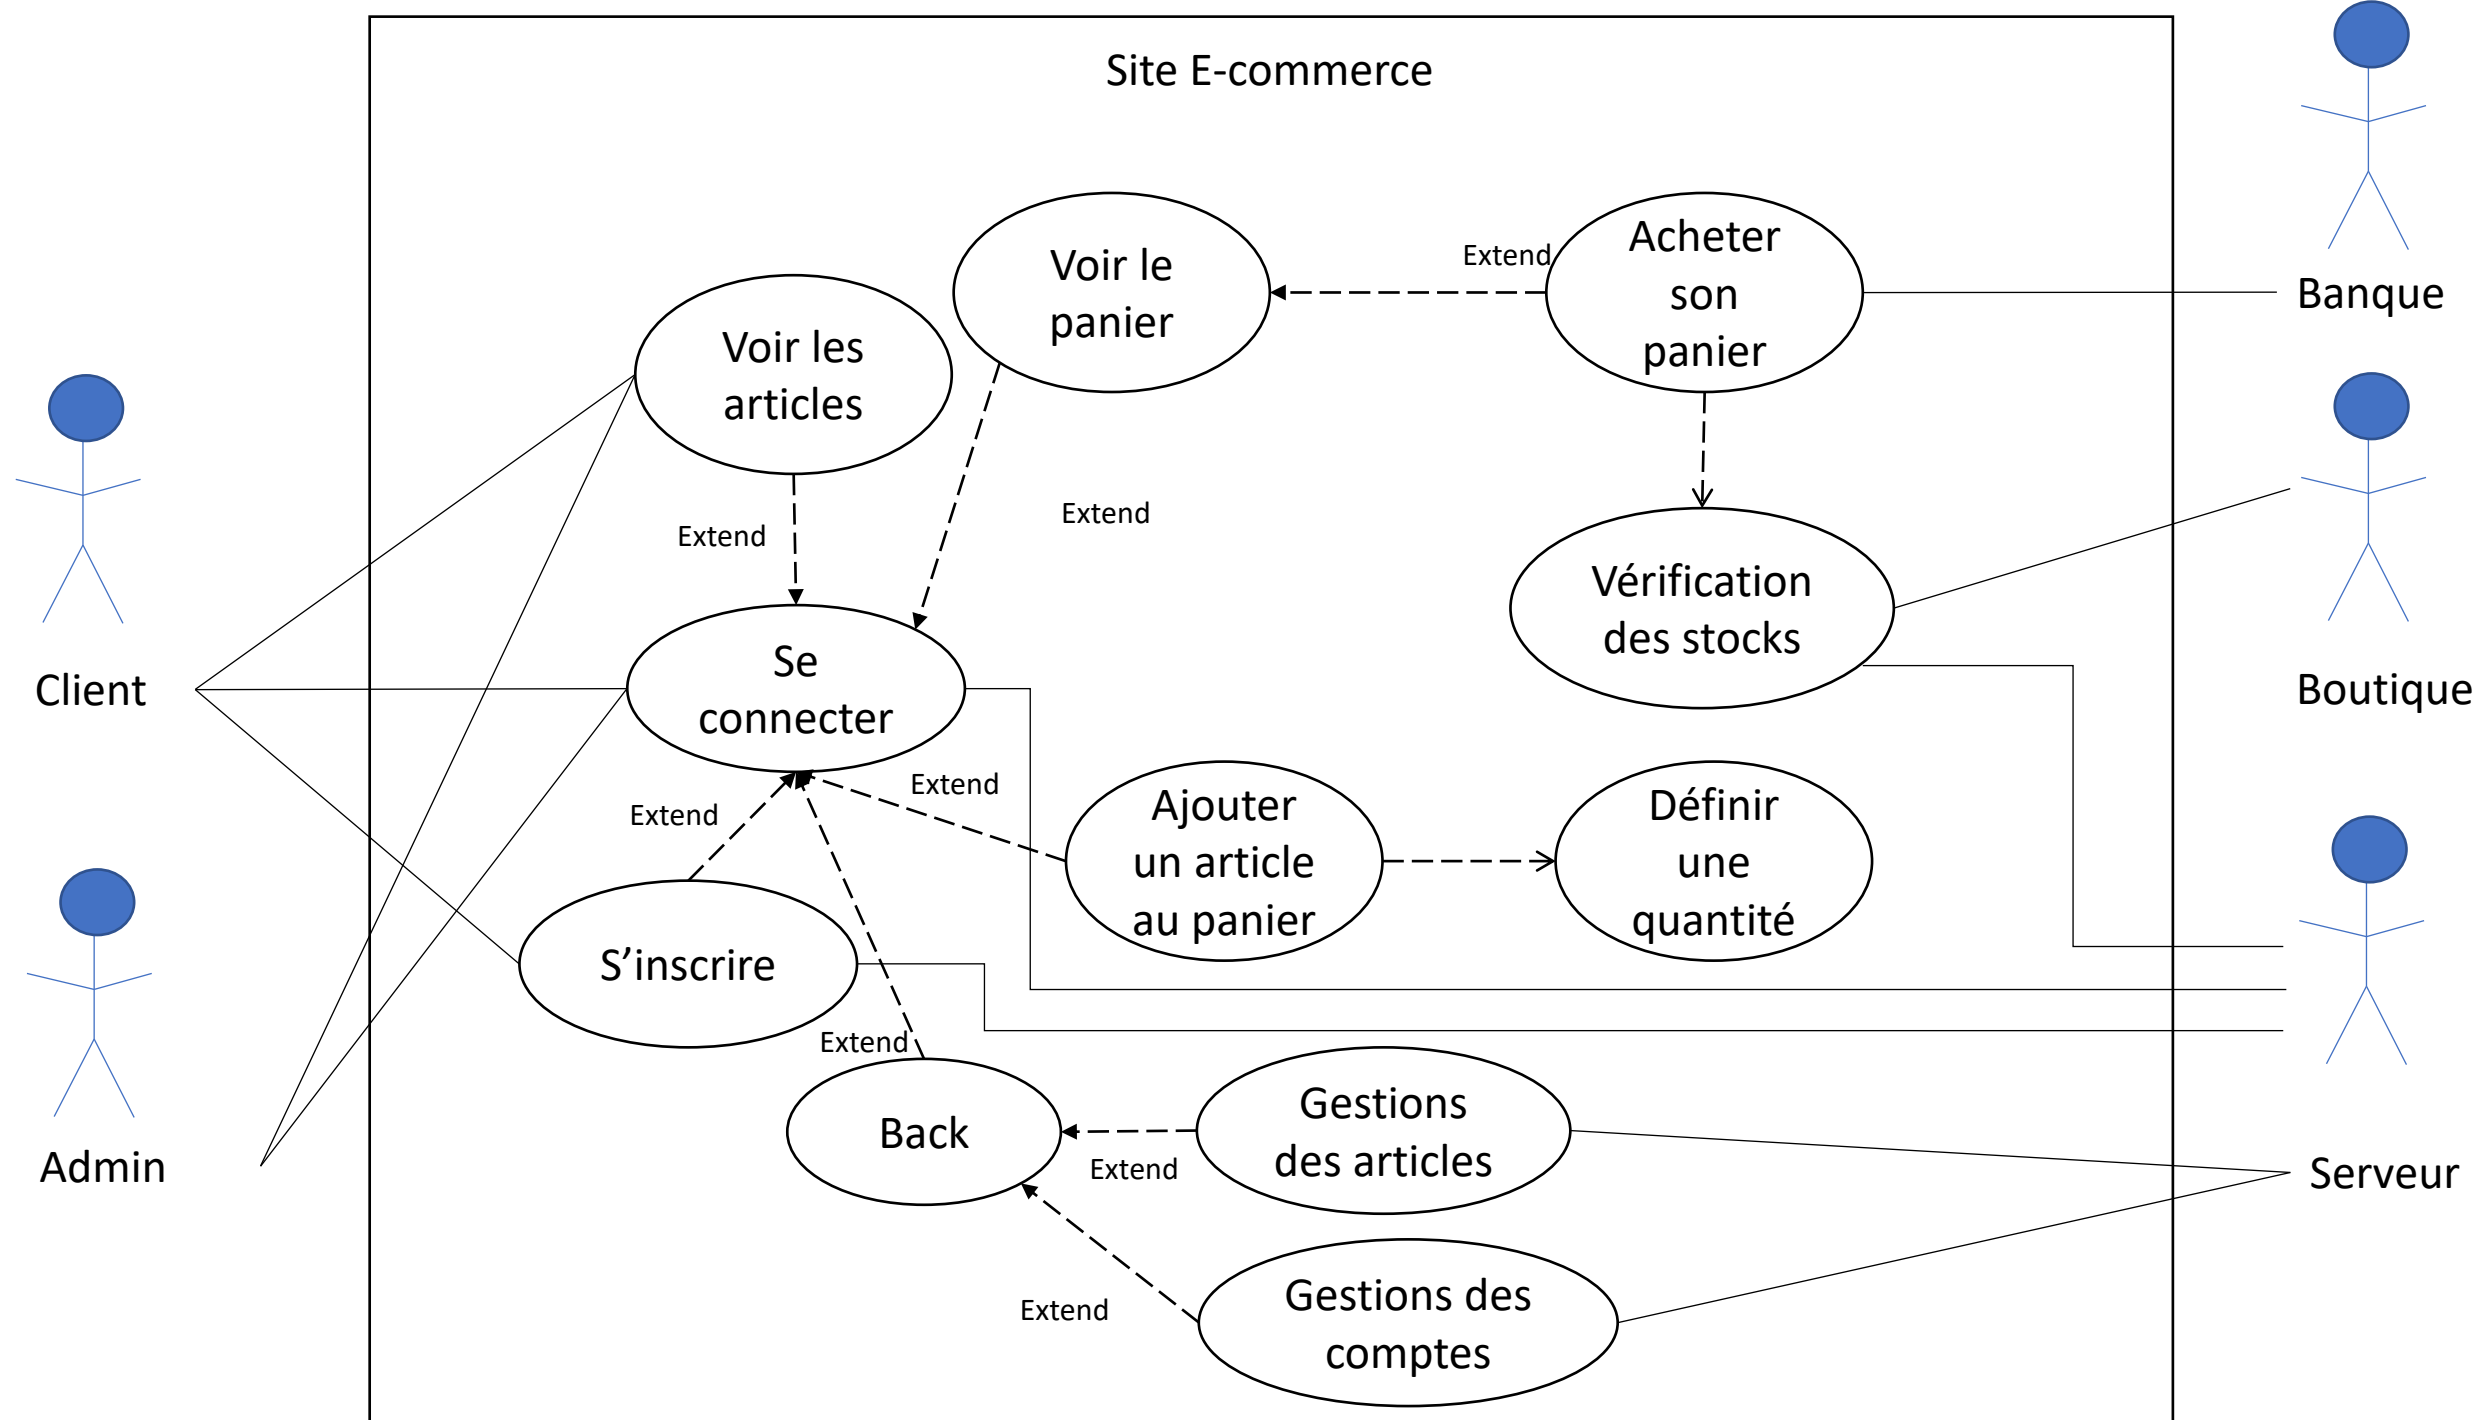 Site E-commerce
Voir le
panier
Extend
Acheter
son
panier
Banque
Voir les
articles
Extend
Extend
Vérification
des stocks
Client
Se
connecter
Boutique
Extend
Extend
Ajouter
un article
au panier
Définir
une
quantité
S’inscrire
Extend
Back
Gestions
des articles
Extend
Admin
Serveur
Extend
Gestions des
comptes